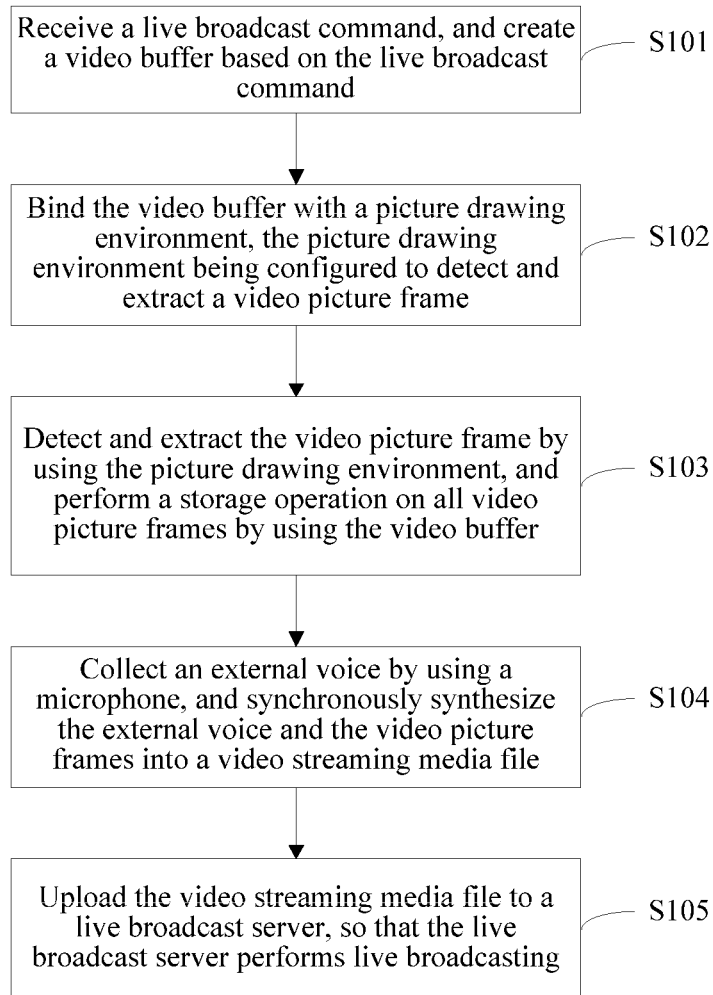 Receive a live broadcast command, and create
a video buffer based on the live broadcast
command
S101
Bind the video buffer with a picture drawing
environment, the picture drawing
environment being configured to detect and
extract a video picture frame
S102
Detect and extract the video picture frame by
using the picture drawing environment, and
perform a storage operation on all video
picture frames by using the video buffer
S103
Collect an external voice by using a
microphone, and synchronously synthesize
the external voice and the video picture
frames into a video streaming media file
S104
Upload the video streaming media file to a
live broadcast server, so that the live
broadcast server performs live broadcasting
S105